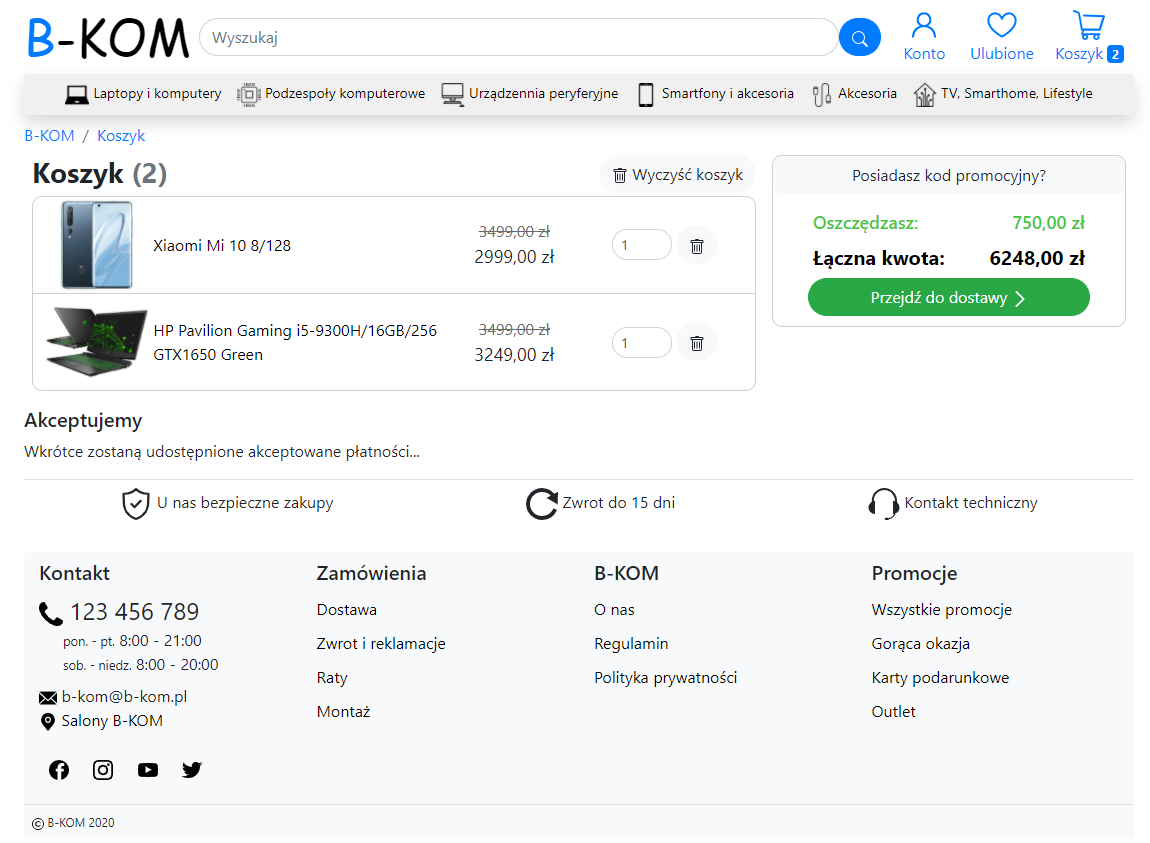 B-KOM
Wyszukaj
Konto
Ulubione
Koszyk 2
Laptopy i komputery
Podzespoły komputerowe
Urządzennia peryferyjne
Smartfony i akcesoria
Akcesoria
TV, Smarthome, Lifestyle
B-KOM / Koszyk
Koszyk (2)
Wyczyść koszyk
Xiaomi Mi 10 8/128
3499,00 zł
2999,00 zł
1
HP Pavilion Gaming i5-9300H/16GB/256
GTX1650 Green
3499,00 zł
3249,00 zł
1
Posiadasz kod promocyjny?
Oszczędzasz: 750,00 zł
Łączna kwota: 6248,00 zł
Przejdź do dostawy
Akceptujemy
Wkrótce zostaną udostępnione akceptowane płatności...
U nas bezpieczne zakupy
Zwrot do 15 dni
Kontakt techniczny
Kontakt
123 456 789
pon. - pt. 8:00 - 21:00
sob. - niedz. 8:00 - 20:00
b-kom@b-kom.pl
Salony B-KOM
Zamówienia
Dostawa
Zwrot i reklamacje
Raty
Montaż
B-KOM
O nas
Regulamin
Polityka prywatności
Promocje
Wszystkie promocje
Gorąca okazja
Karty podarunkowe
Outlet
© B-KOM 2020